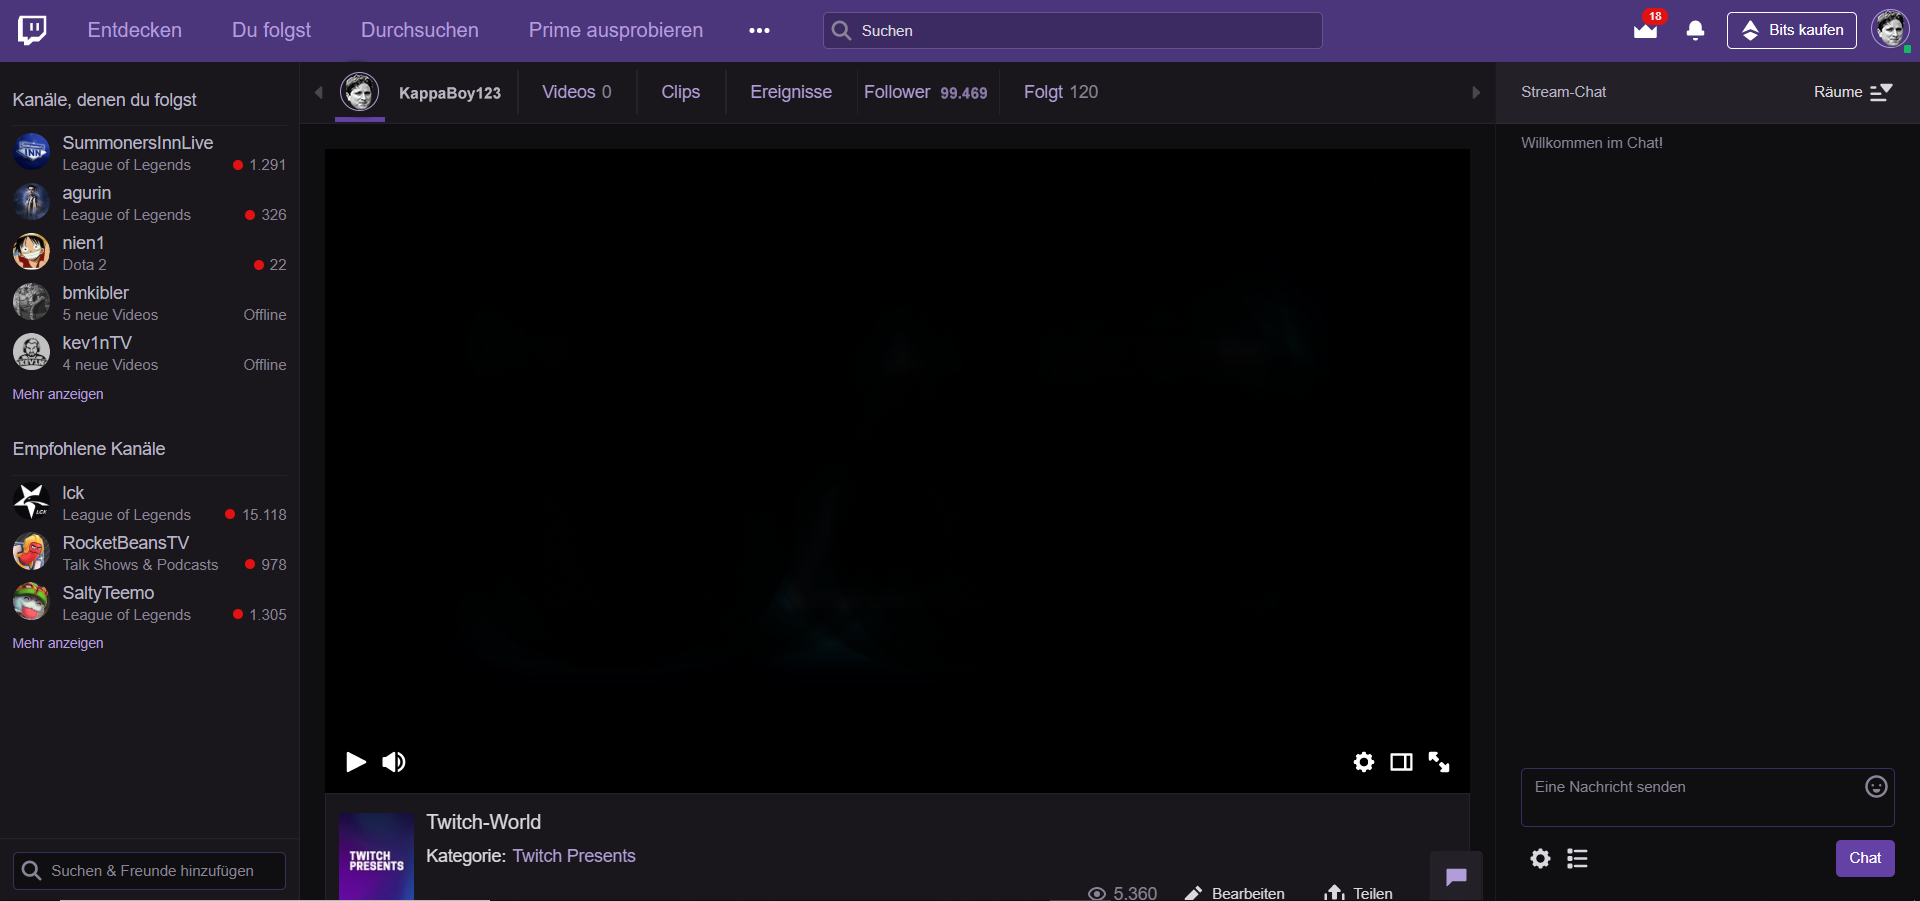 Entdecken Du folgst Durchsuchen Prime ausprobieren ••• Suchen 18 Bits kaufen
Kanäle, denen du folgst
SummonersInnLive
League of Legends 1.291
agurin
League of Legends 326
nien1
Dota 2 22
bmkibler
5 neue Videos Offline
kev1nTV
4 neue Videos Offline
Mehr anzeigen
Empfohlene Kanäle
lck
League of Legends 15.118
RocketBeansTV
Talk Shows & Podcasts 978
SaltyTeemo
League of Legends 1.305
Mehr anzeigen
Suchen & Freunde hinzufügen
KappaBoy123 Videos 0 Clips Ereignisse Follower 99.469 Folgt 120
TWITCH
PRESENTS
Twitch-World
Kategorie: Twitch Presents
5.360 Bearbeiten Teilen
Stream-Chat Räume
Willkommen im Chat!
Eine Nachricht senden
Chat